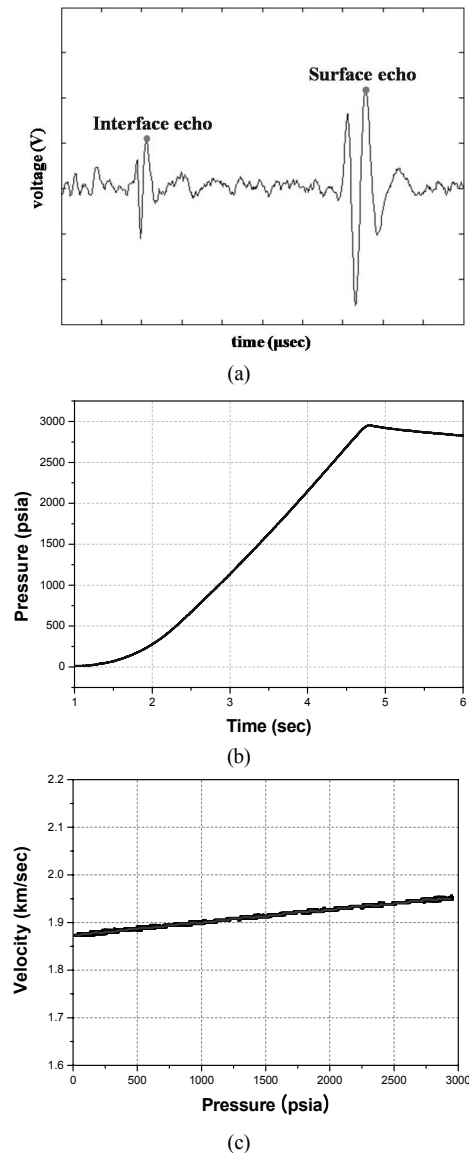 Surface echo
Interface echo
voltage (V)
time (μsec)
(a)
3000
2500
2000
1500
1000
500
0
Pressure (psia)
1 2 3 4 5 6
Time (sec)
(b)
2.2
2.1
2.0
1.9
1.8
1.7
1.6
Velocity (km/sec)
0 500 1000 1500 2000 2500 3000
Pressure (psia)
(c)